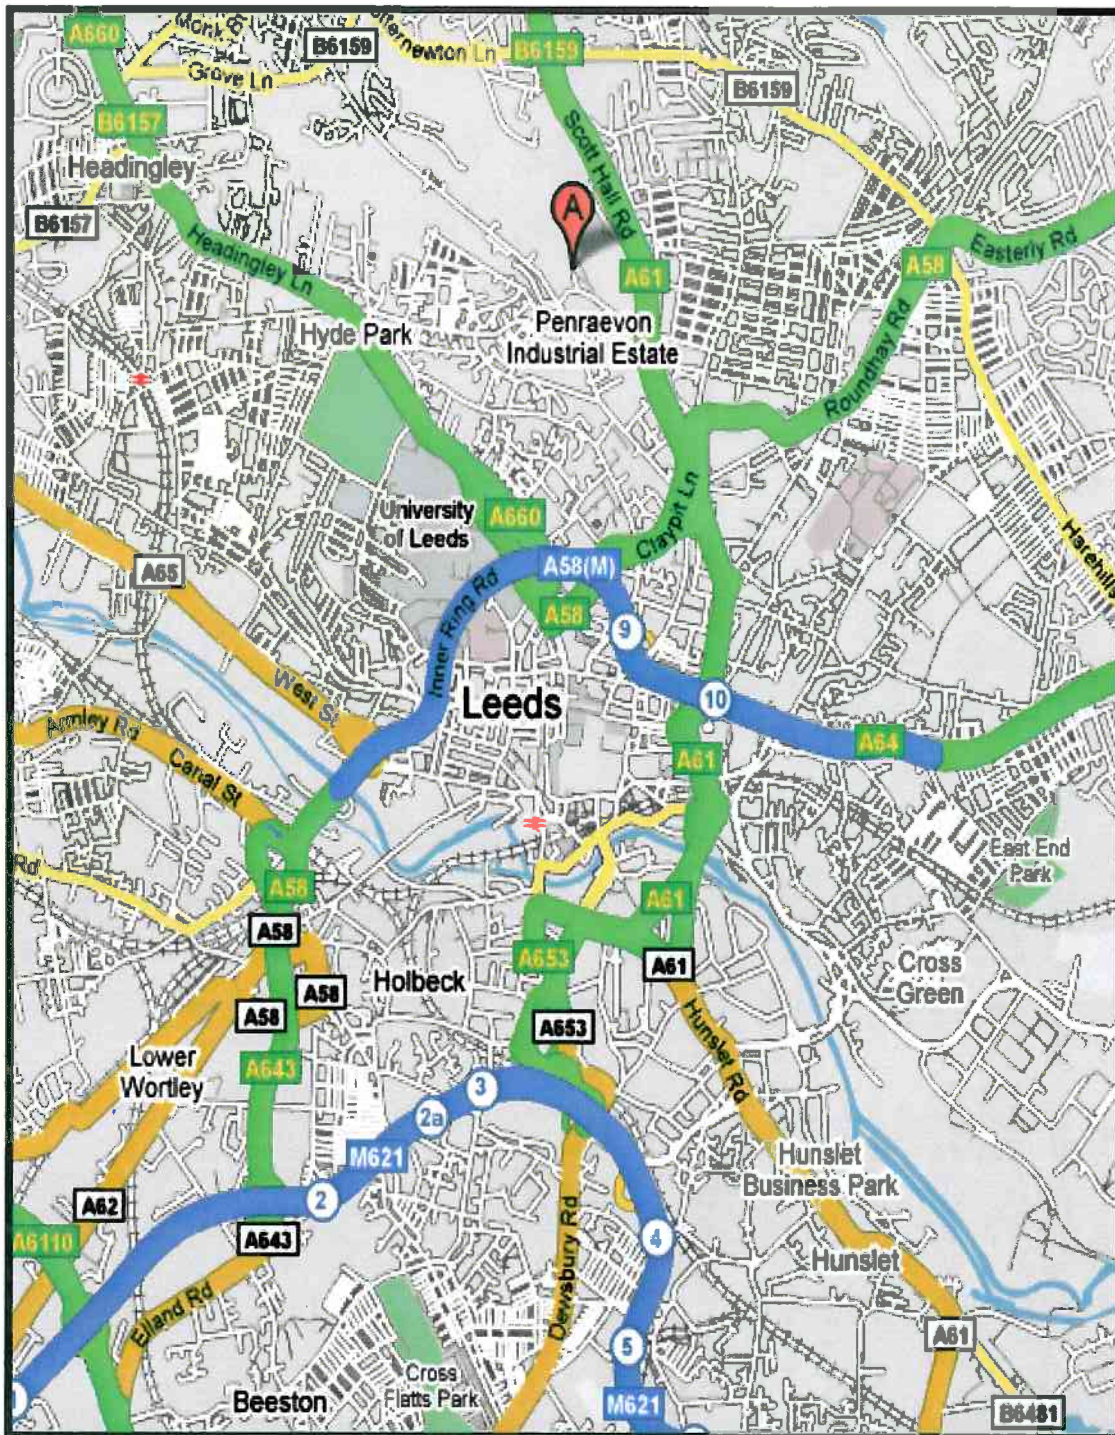 A660
Monk B
B6159
Grove Ln
B6159
B6159
B6157
Headingley
B6157
Scott Hall Rd
A
Headingley Ln
A61
A58
Easterly Rd
Hyde Park
Penraevon
Industrial Estate
Roundhay Rd
University
of Leeds
A660
Claypit Ln
Harehills
A65
A58(M)
A58
Inner Ring Rd
9
West St
Leeds
10
Armley Rd
A64
Canal St
A61
East End
Park
Rd
A58
A61
A58
A653
A61
Cross
Green
Holbeck
A58
A58
A653
Hunslet Rd
Lower
Wortley
A643
3
2a
M621
Hunslet
Business Park
2
A62
A643
A6110
4
Hunslet
Elland Rd
Dewsbury Rd
A61
5
Cross
Flatts Park
Beeston
M621
B6481